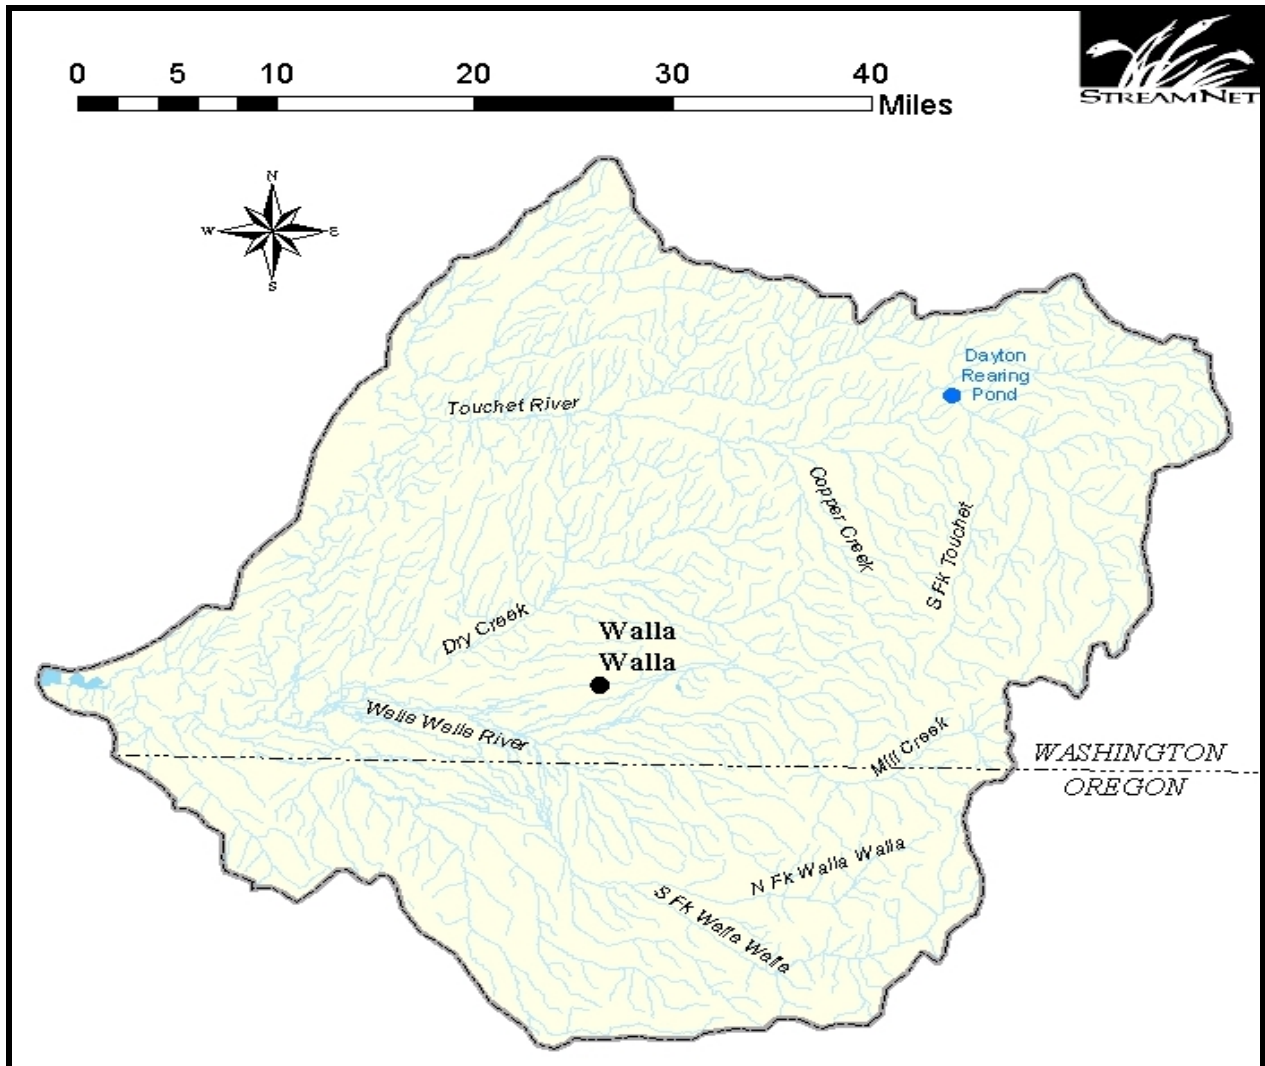 0 5 10 20 30 40
Miles
STREAMNET
N
W E
S
Dayton
Rearing
Pond
Touchet River
Copper Creek
S Fk Touchet
Dry Creek
Walla
Walla
Walla Walla River
Mill Creek
WASHINGTON
OREGON
N Fk Walla Walla
S Fk Walla Walla